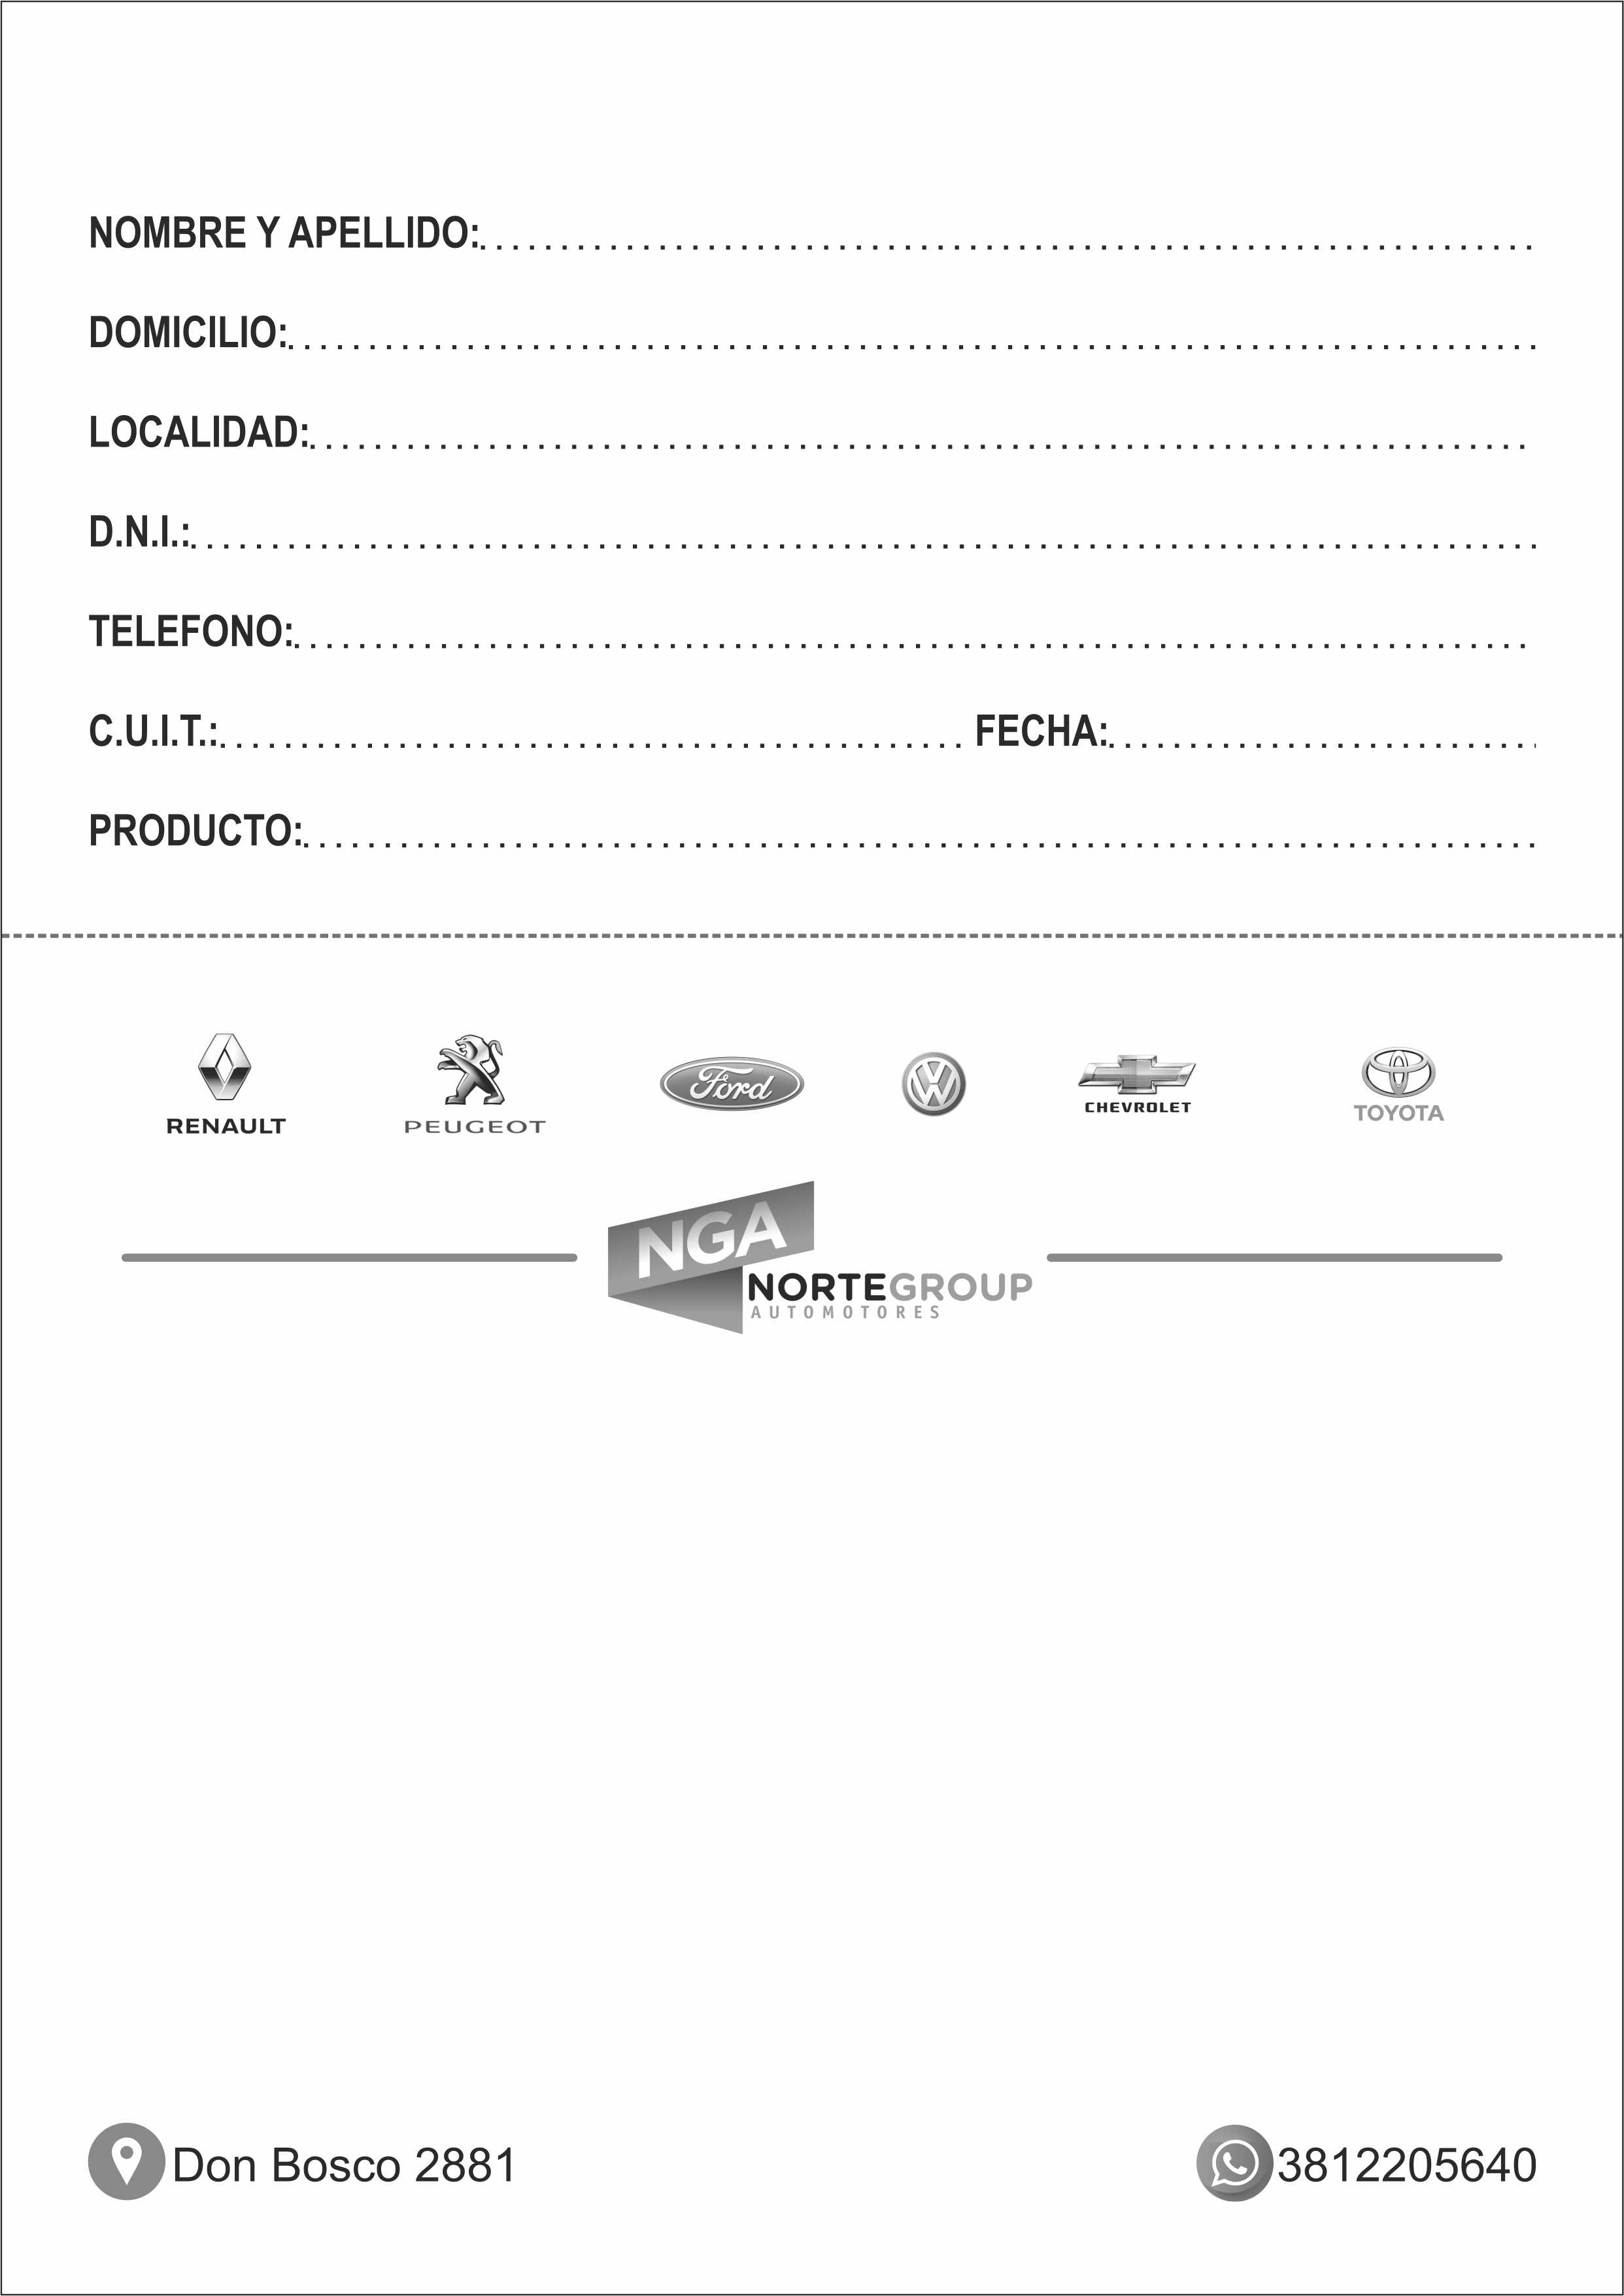 NOMBRE Y APELLIDO:
DOMICILIO:
LOCALIDAD:
D.N.I.:
TELEFONO:
C.U.I.T.: FECHA:
PRODUCTO:
RENAULT PEUGEOT Ford VW CHEVROLET TOYOTA
NGA
NORTEGROUP
AUTOMOTORES
Don Bosco 2881 3812205640